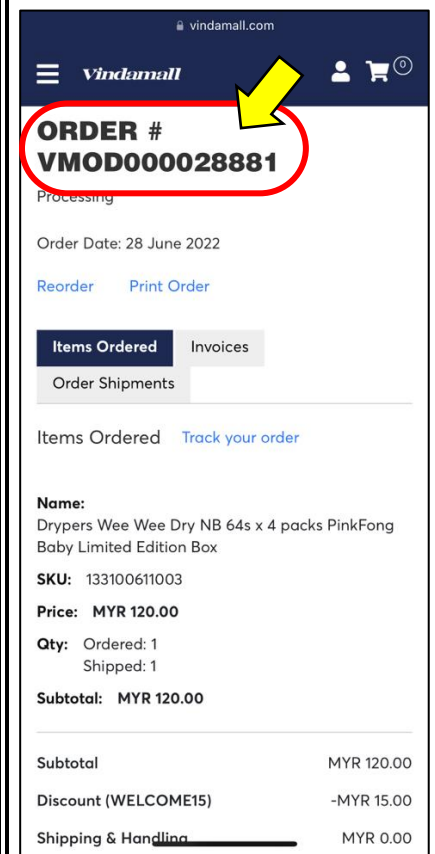 vindamall.com
Vindamall
0
ORDER #
VMOD000028881
Processing
Order Date: 28 June 2022
Reorder Print Order
Items Ordered Invoices
Order Shipments
Items Ordered Track your order
Name:
Drypers Wee Wee Dry NB 64s x 4 packs PinkFong
Baby Limited Edition Box
SKU: 133100611003
Price: MYR 120.00
Qty: Ordered: 1
Shipped: 1
Subtotal: MYR 120.00
Subtotal MYR 120.00
Discount (WELCOME15) -MYR 15.00
Shipping & Handling MYR 0.00